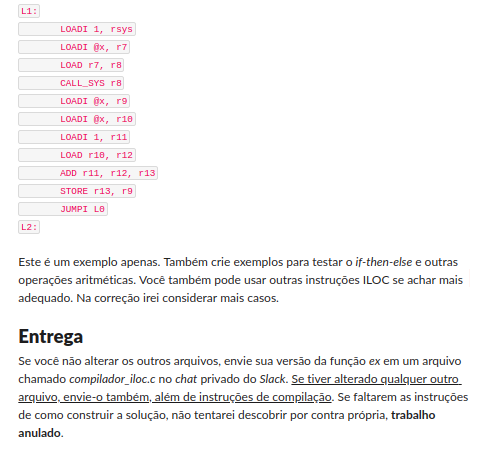 L1:
LOADI 1, rsys
LOADI @x, r7
LOAD r7, r8
CALL_SYS r8
LOADI @x, r9
LOADI @x, r10
LOADI 1, r11
LOAD r10, r12
ADD r11, r12, r13
STORE r13, r9
JUMPI L0
L2:
Este é um exemplo apenas. Também crie exemplos para testar o if-then-else e outras
operações aritméticas. Você também pode usar outras instruções ILOC se achar mais
adequado. Na correção irei considerar mais casos.
Entrega
Se você não alterar os outros arquivos, envie sua versão da função ex em um arquivo
chamado compilador_iloc.c no chat privado do Slack. Se tiver alterado qualquer outro
arquivo, envie-o também, além de instruções de compilação. Se faltarem as instruções
de como construir a solução, não tentarei descobrir por contra própria, trabalho
anulado.